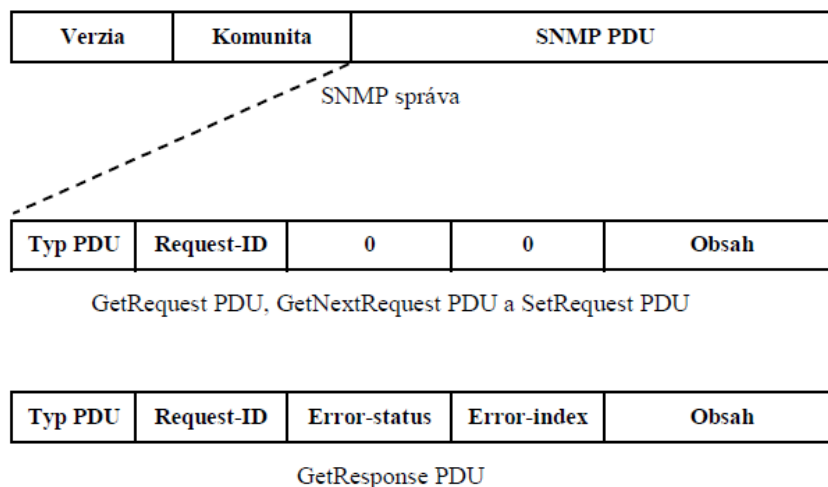 Verzia Komunita SNMP PDU
SNMP správa
Typ PDU Request-ID 0 0 Obsah
GetRequest PDU, GetNextRequest PDU a SetRequest PDU
Typ PDU Request-ID Error-status Error-index Obsah
GetResponse PDU